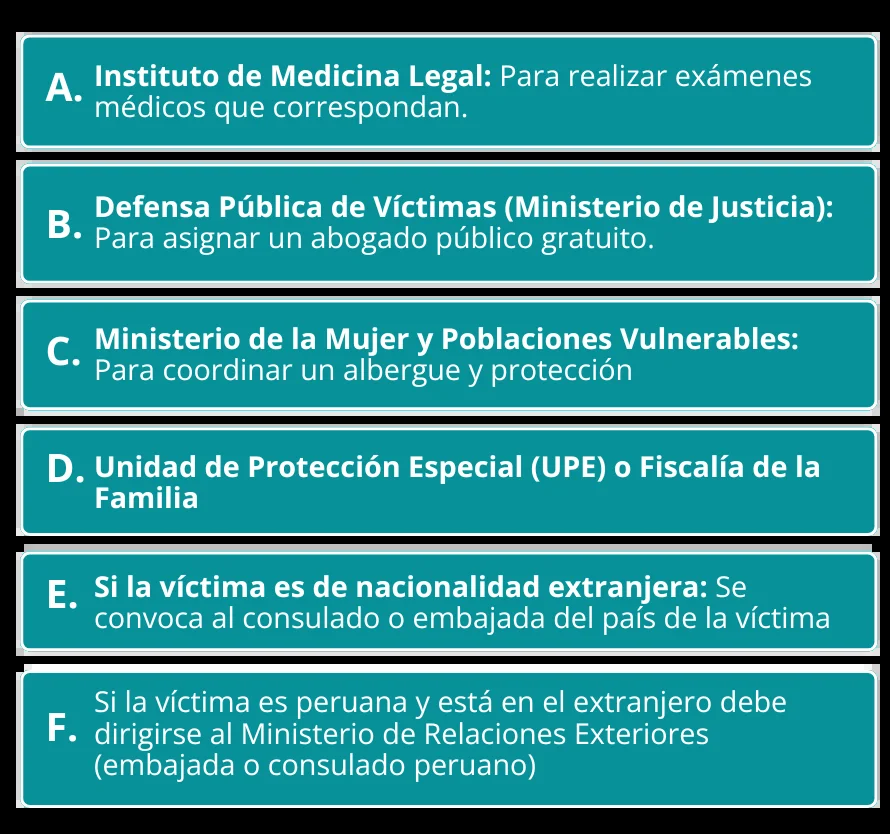 A. Instituto de Medicina Legal: Para realizar exámenes
médicos que correspondan.
B. Defensa Pública de Víctimas (Ministerio de Justicia):
Para asignar un abogado público gratuito.
C. Ministerio de la Mujer y Poblaciones Vulnerables:
Para coordinar un albergue y protección
D. Unidad de Protección Especial (UPE) o Fiscalía de la
Familia
E. Si la víctima es de nacionalidad extranjera: Se
convoca al consulado o embajada del país de la víctima
F. Si la víctima es peruana y está en el extranjero debe
dirigirse al Ministerio de Relaciones Exteriores
(embajada o consulado peruano)